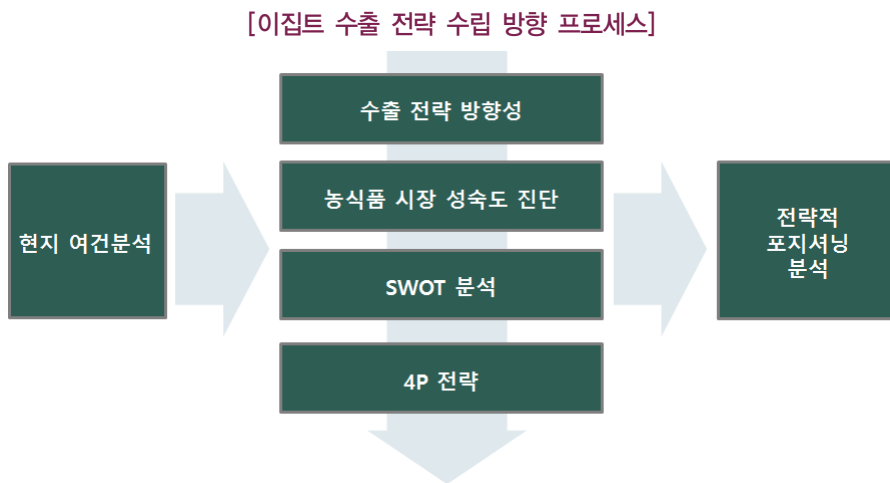 [이집트 수출 전략 수립 방향 프로세스]
현지 여건분석
수출 전략 방향성
농식품 시장 성숙도 진단
SWOT 분석
4P 전략
전략적
포지셔닝
분석